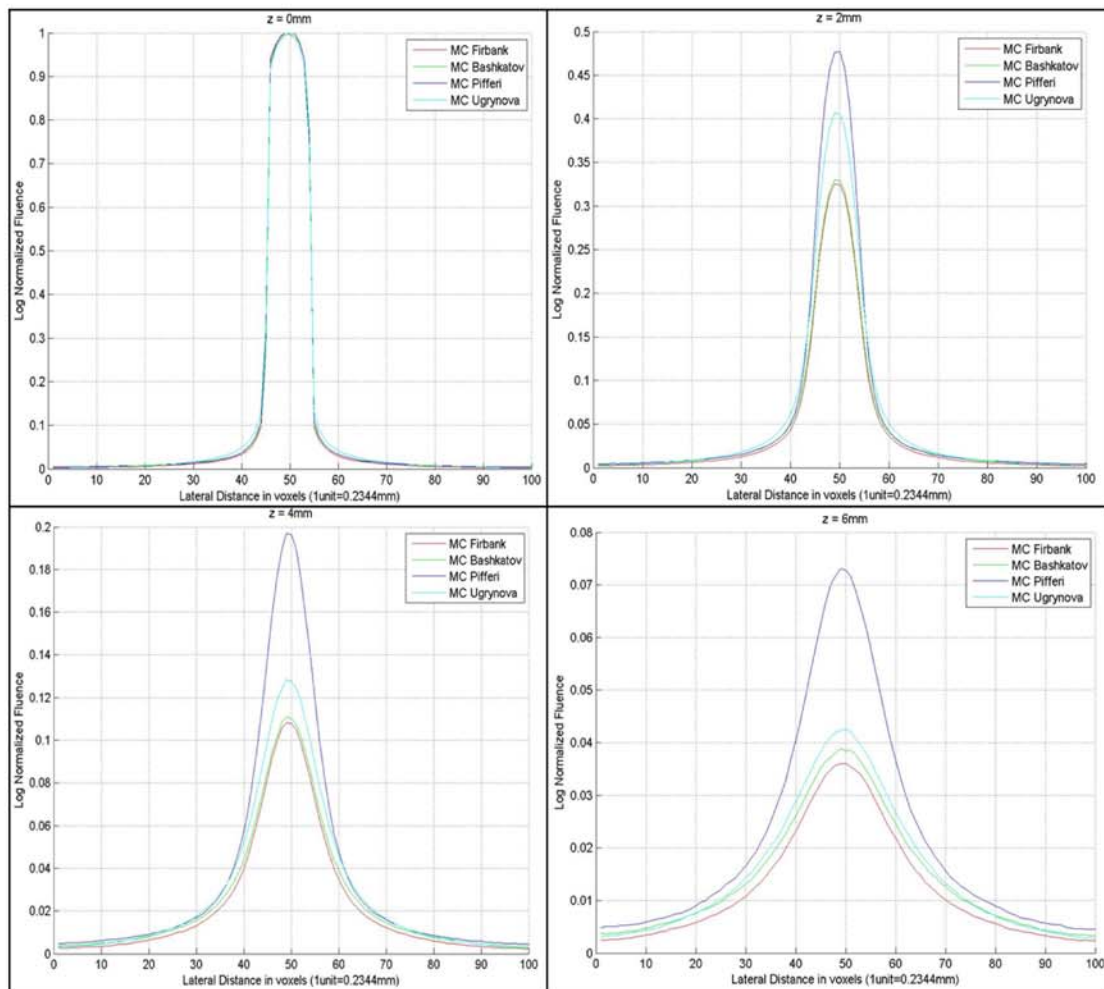 z = 0mm
Log Normalized Fluence
1
0.9
0.8
0.7
0.6
0.5
0.4
0.3
0.2
0.1
0
MC Firbank
MC Bashkatov
MC Pifferi
MC Ugrynova
0 10 20 30 40 50 60 70 80 90 100
Lateral Distance in voxels (1unit=0.2344mm)
z = 2mm
Log Normalized Fluence
0.5
0.45
0.4
0.35
0.3
0.25
0.2
0.15
0.1
0.05
0
MC Firbank
MC Bashkatov
MC Pifferi
MC Ugrynova
0 10 20 30 40 50 60 70 80 90 100
Lateral Distance in voxels (1unit=0.2344mm)
z = 4mm
Log Normalized Fluence
0.2
0.18
0.16
0.14
0.12
0.1
0.08
0.06
0.04
0.02
0
MC Firbank
MC Bashkatov
MC Pifferi
MC Ugrynova
0 10 20 30 40 50 60 70 80 90 100
Lateral Distance in voxels (1unit=0.2344mm)
z = 6mm
Log Normalized Fluence
0.08
0.07
0.06
0.05
0.04
0.03
0.02
0.01
0
MC Firbank
MC Bashkatov
MC Pifferi
MC Ugrynova
0 10 20 30 40 50 60 70 80 90 100
Lateral Distance in voxels (1unit=0.2344mm)